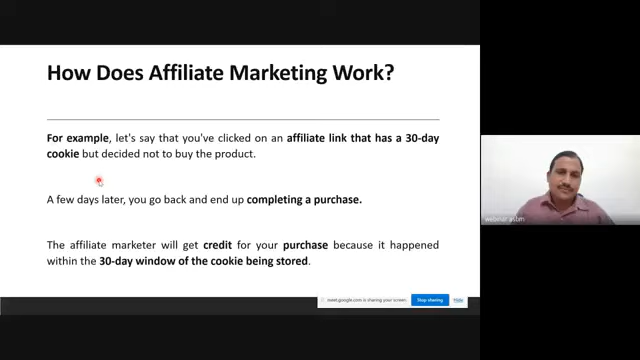 How Does Affiliate Marketing Work?
For example, let's say that you've clicked on an affiliate link that has a 30-day
cookie but decided not to buy the product.
A few days later, you go back and end up completing a purchase.
The affiliate marketer will get credit for your purchase because it happened
within the 30-day window of the cookie being stored.
meet.google.com is sharing your screen. Stop sharing Hide
webinar asbm